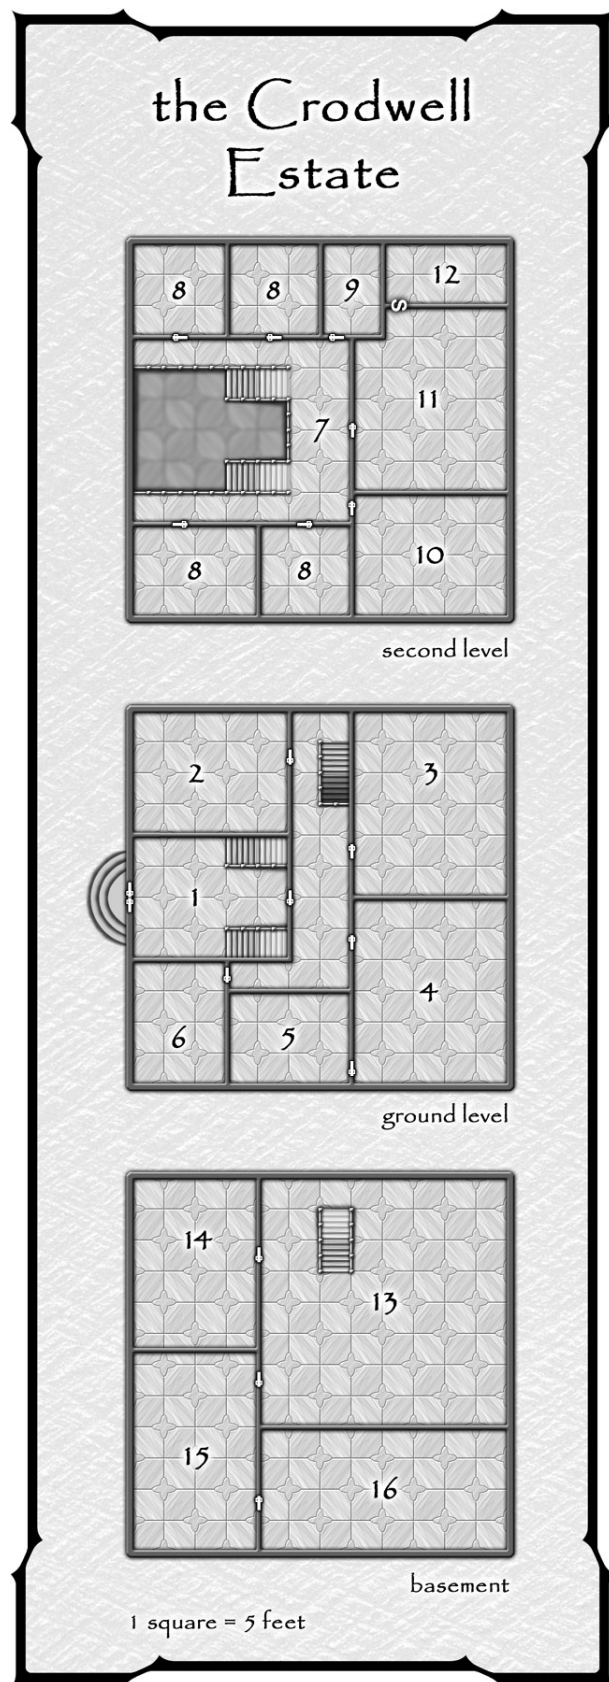 the Crodwell
Estate
8
8
9
12
S
11
7
8
8
10
second level
2
3
1
4
6
5
ground level
14
13
15
16
basement
1 square = 5 feet